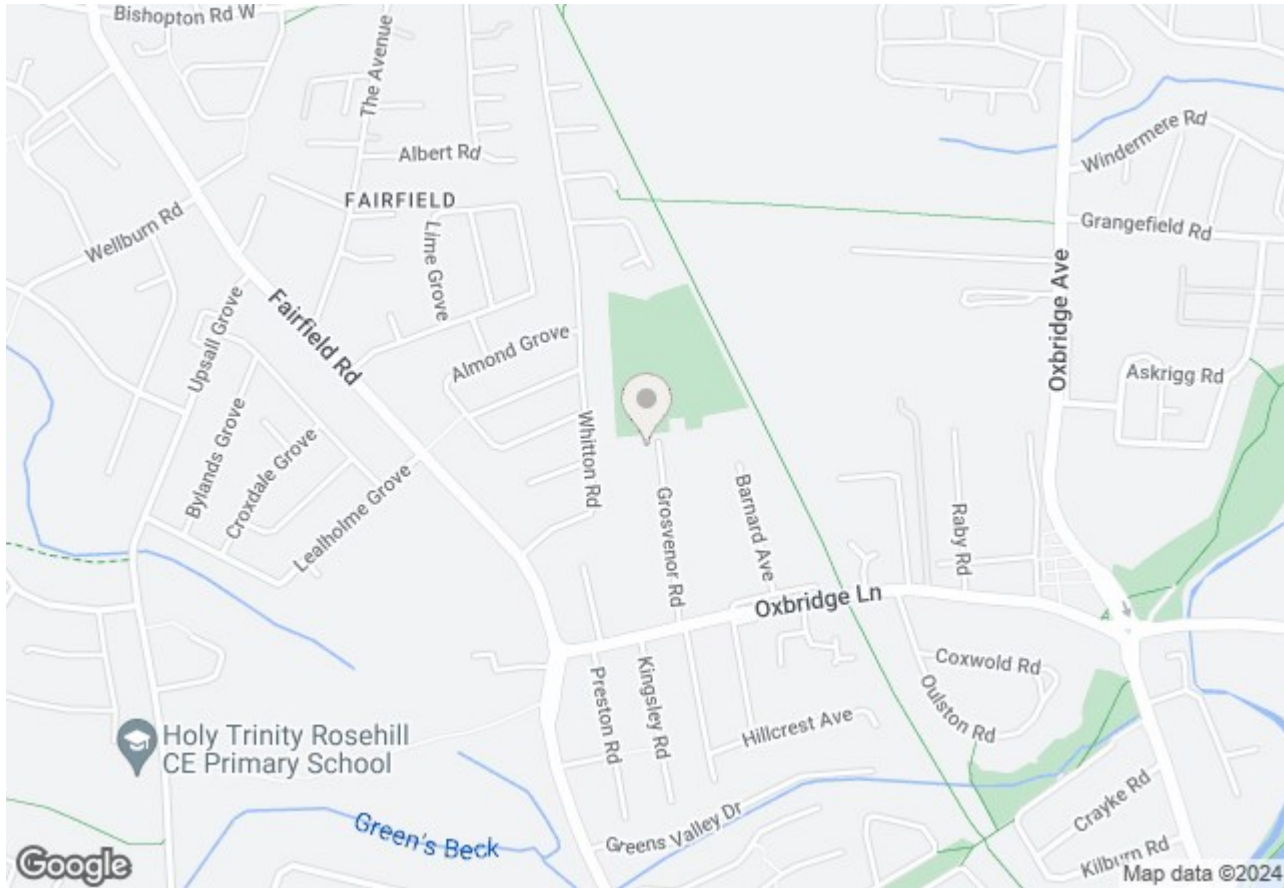 Bishopton Rd W
The Avenue
Albert Rd
FAIRFIELD
Wellburn Rd
Lime Grove
Windermere Rd
Grangefield Rd
Oxbridge Ave
Upsall Grove
Fairfield Rd
Almond Grove
Askrigg Rd
Bylands Grove
Croxdale Grove
Whitton Rd
Lealholme Grove
Grosvenor Rd
Barnard Ave
Raby Rd
Oxbridge Ln
Preston Rd
Kingsley Rd
Coxwold Rd
Oulston Rd
Hillcrest Ave
Holy Trinity Rosehill
CE Primary School
Crayke Rd
Greens Valley Dr
Green's Beck
Kilburn Rd
Google
Map data ©2024